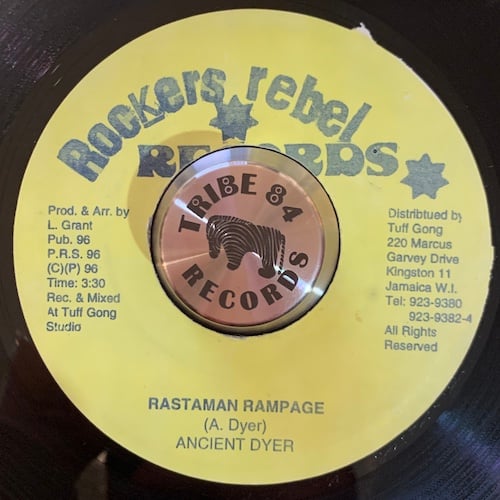 Rockers rebel
RECORDS
TRIBE 84
RECORDS
Prod. & Arr. by
L. Grant
Pub. 96
P.R.S. 96
(C)(P) 96
Time: 3:30
Rec. & Mixed
At Tuff Gong
Studio
Distribtued by
Tuff Gong
220 Marcus
Garvey Drive
Kingston 11
Jamaica W.I.
Tel: 923-9380
923-9382-4
All Rights
Reserved
RASTAMAN RAMPAGE
(A. Dyer)
ANCIENT DYER